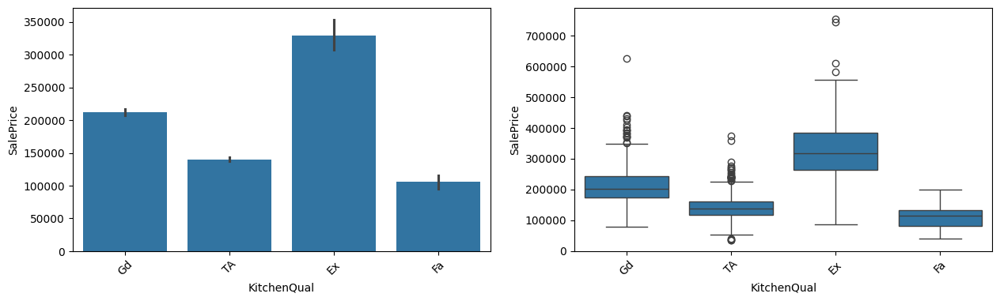 350000
300000
250000
200000
150000
100000
50000
0
SalePrice
Gd
TA
Ex
Fa
KitchenQual
700000
600000
500000
400000
300000
200000
100000
0
SalePrice
Gd
TA
Ex
Fa
KitchenQual